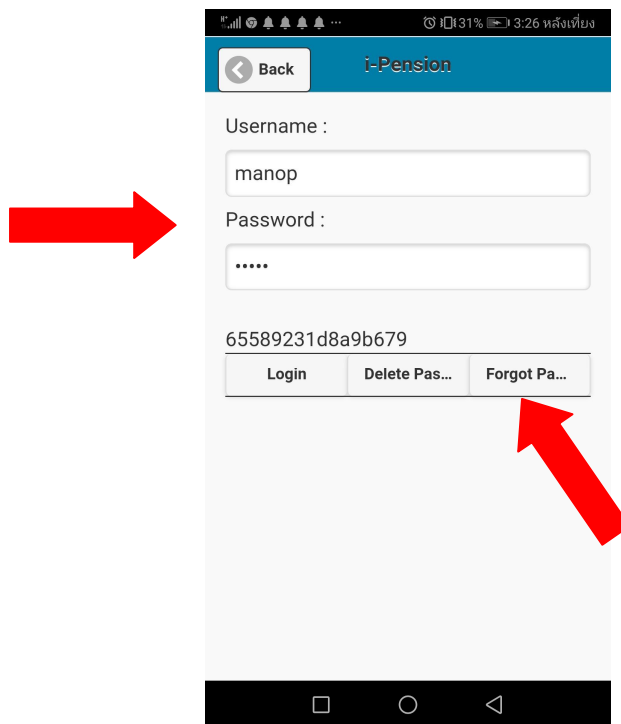 31% 3:26 หลังเที่ยง
Back
i-Pension
Username :
manop
Password :
•••••
65589231d8a9b679
Login Delete Pas... Forgot Pa...